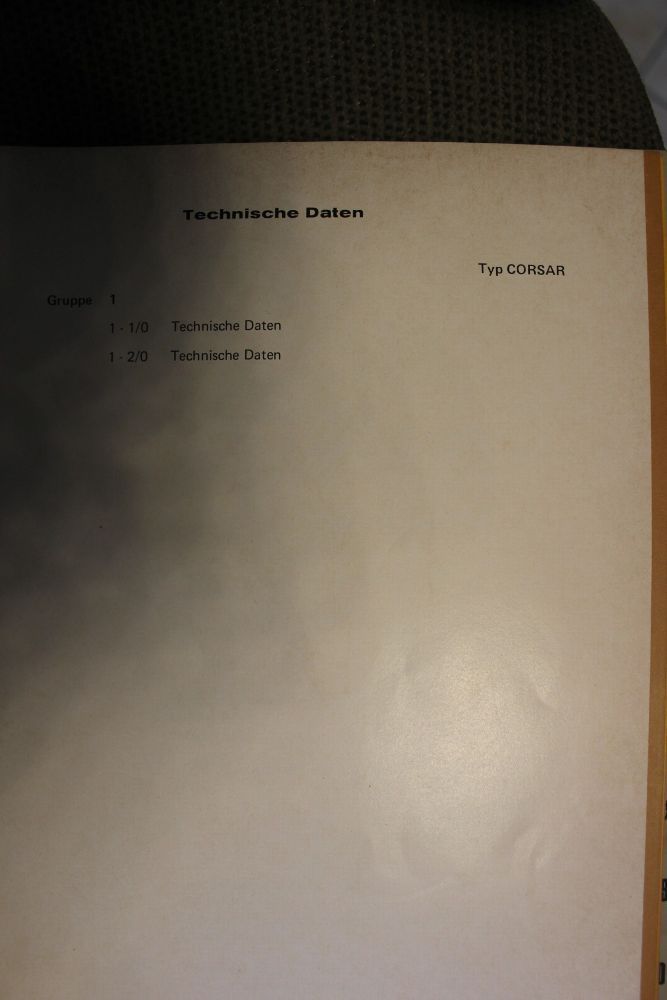 Technische Daten
Typ CORSAR
Gruppe 1
1 - 1/0 Technische Daten
1 - 2/0 Technische Daten